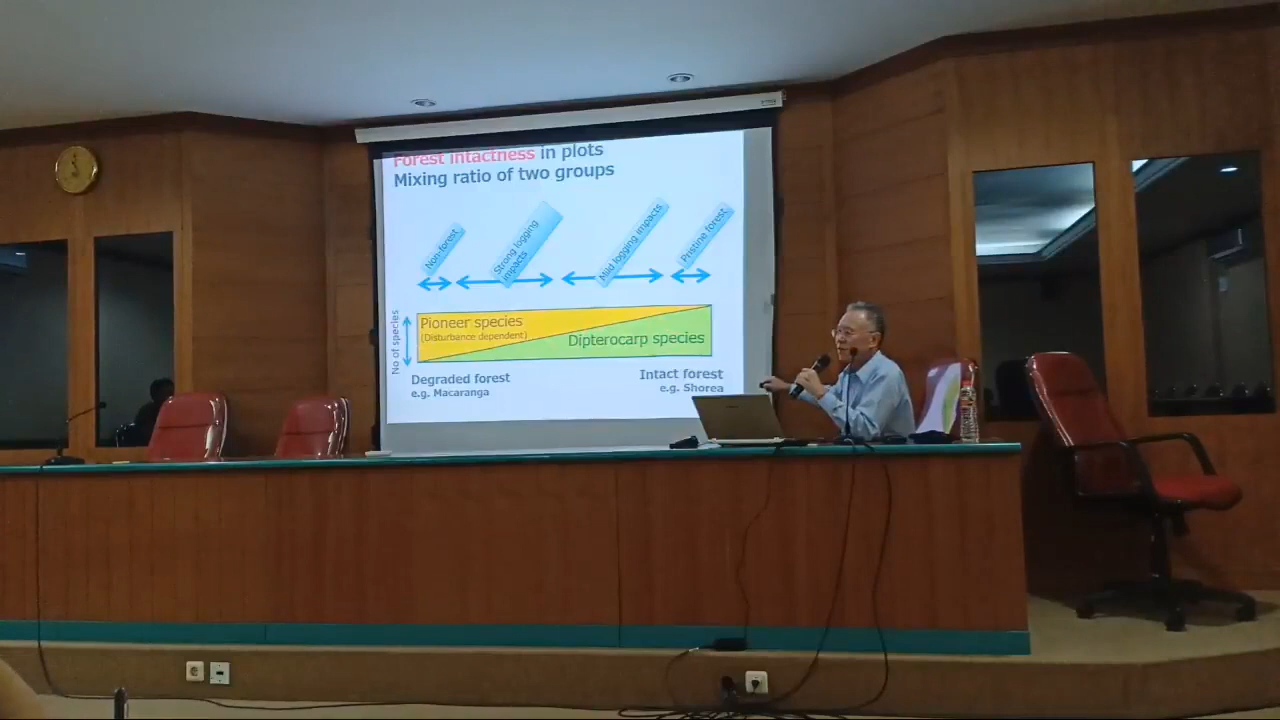 Forest intactness in plots
Mixing ratio of two groups
Non-forest
Strong logging
impacts
Mild logging impacts
Pristine forest
No of species
Pioneer species
(Disturbance dependent)
Dipterocarp species
Degraded forest
e.g. Macaranga
Intact forest
e.g. Shorea